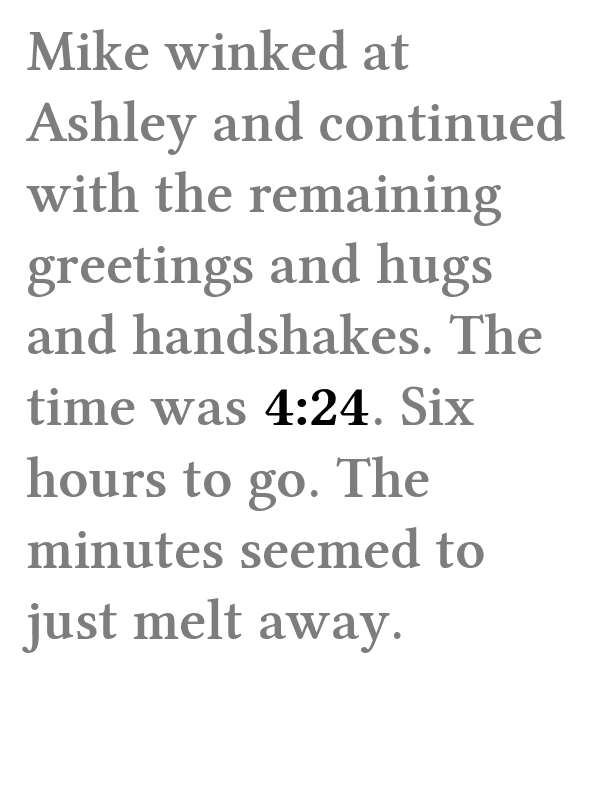 Mike winked at
Ashley and continued
with the remaining
greetings and hugs
and handshakes. The
time was 4:24. Six
hours to go. The
minutes seemed to
just melt away.